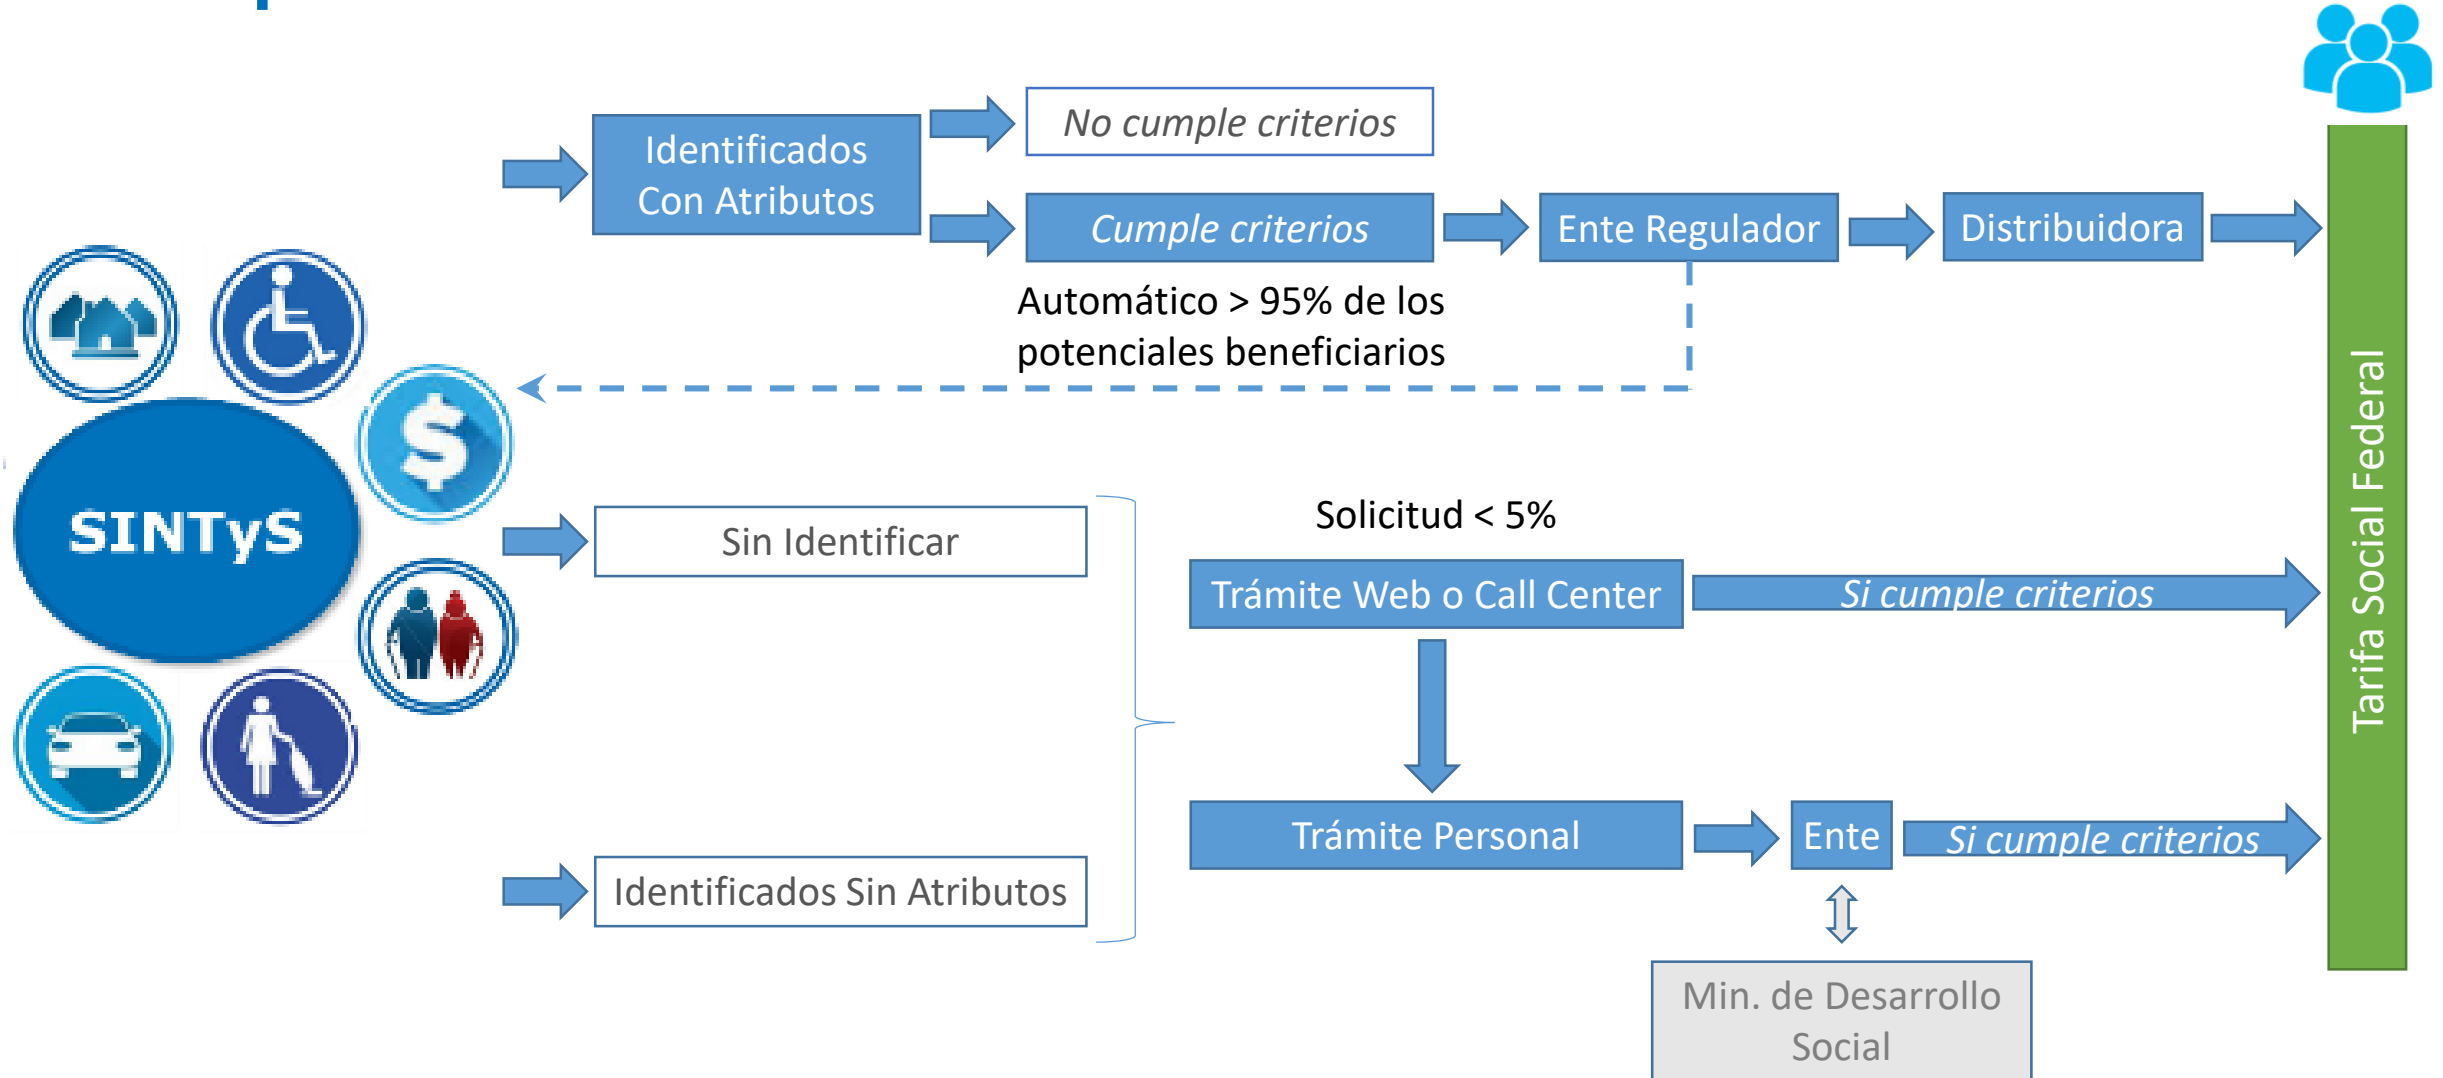 No cumple criterios
Identificados
Con Atributos
Cumple criterios
Ente Regulador
Distribuidora
Automático > 95% de los
potenciales beneficiarios
$
SINTyS
Solicitud < 5%
Sin Identificar
Trámite Web o Call Center
Si cumple criterios
Trámite Personal
Ente
Si cumple criterios
Identificados Sin Atributos
Min. de Desarrollo
Social
Tarifa Social Federal